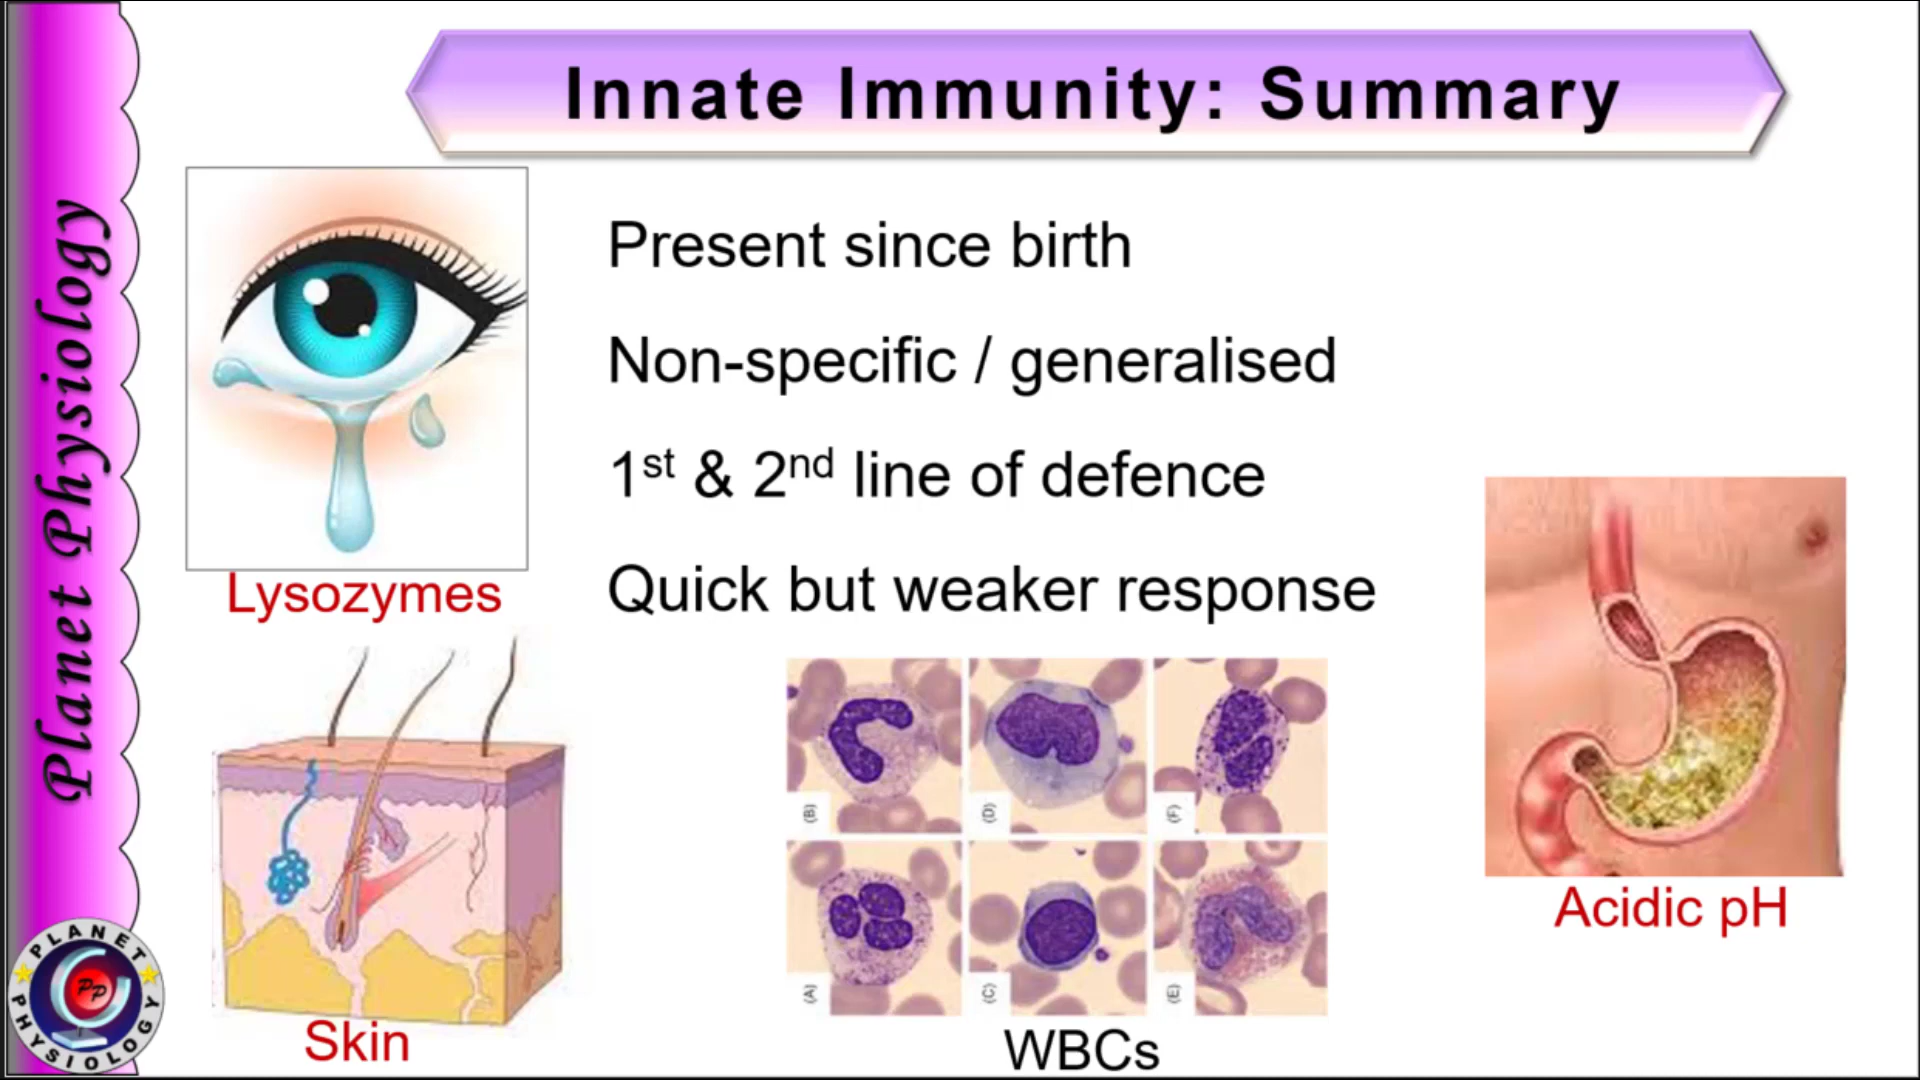 Innate Immunity: Summary
Planet Physiology
Present since birth
Non-specific / generalised
1st & 2nd line of defence
Quick but weaker response
Lysozymes
Skin
(B)
(D)
(F)
(A)
(C)
(E)
WBCs
Acidic pH
PLANET
PP
PHYSIOLOGY